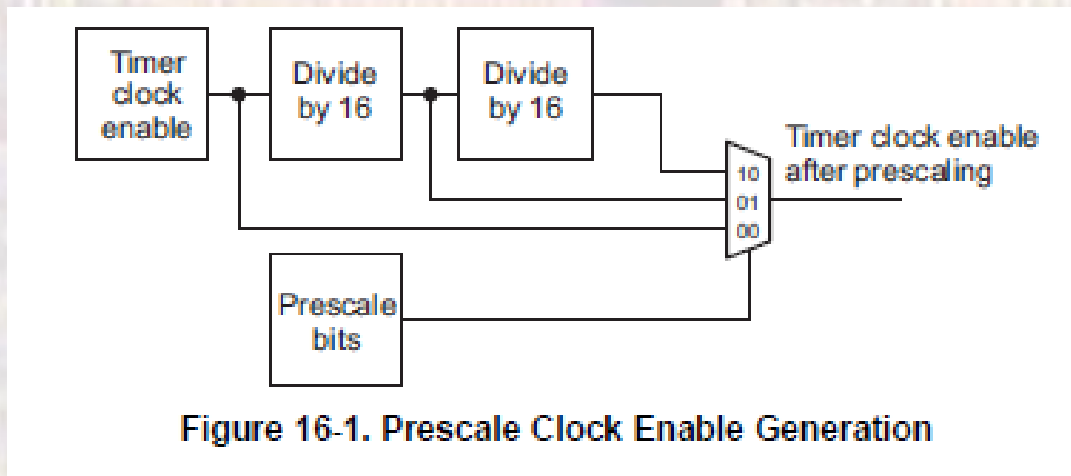 Timer
clock
enable
Divide
by 16
Divide
by 16
Timer clock enable
after prescaling
10
01
00
Prescale
bits
Figure 16-1. Prescale Clock Enable Generation